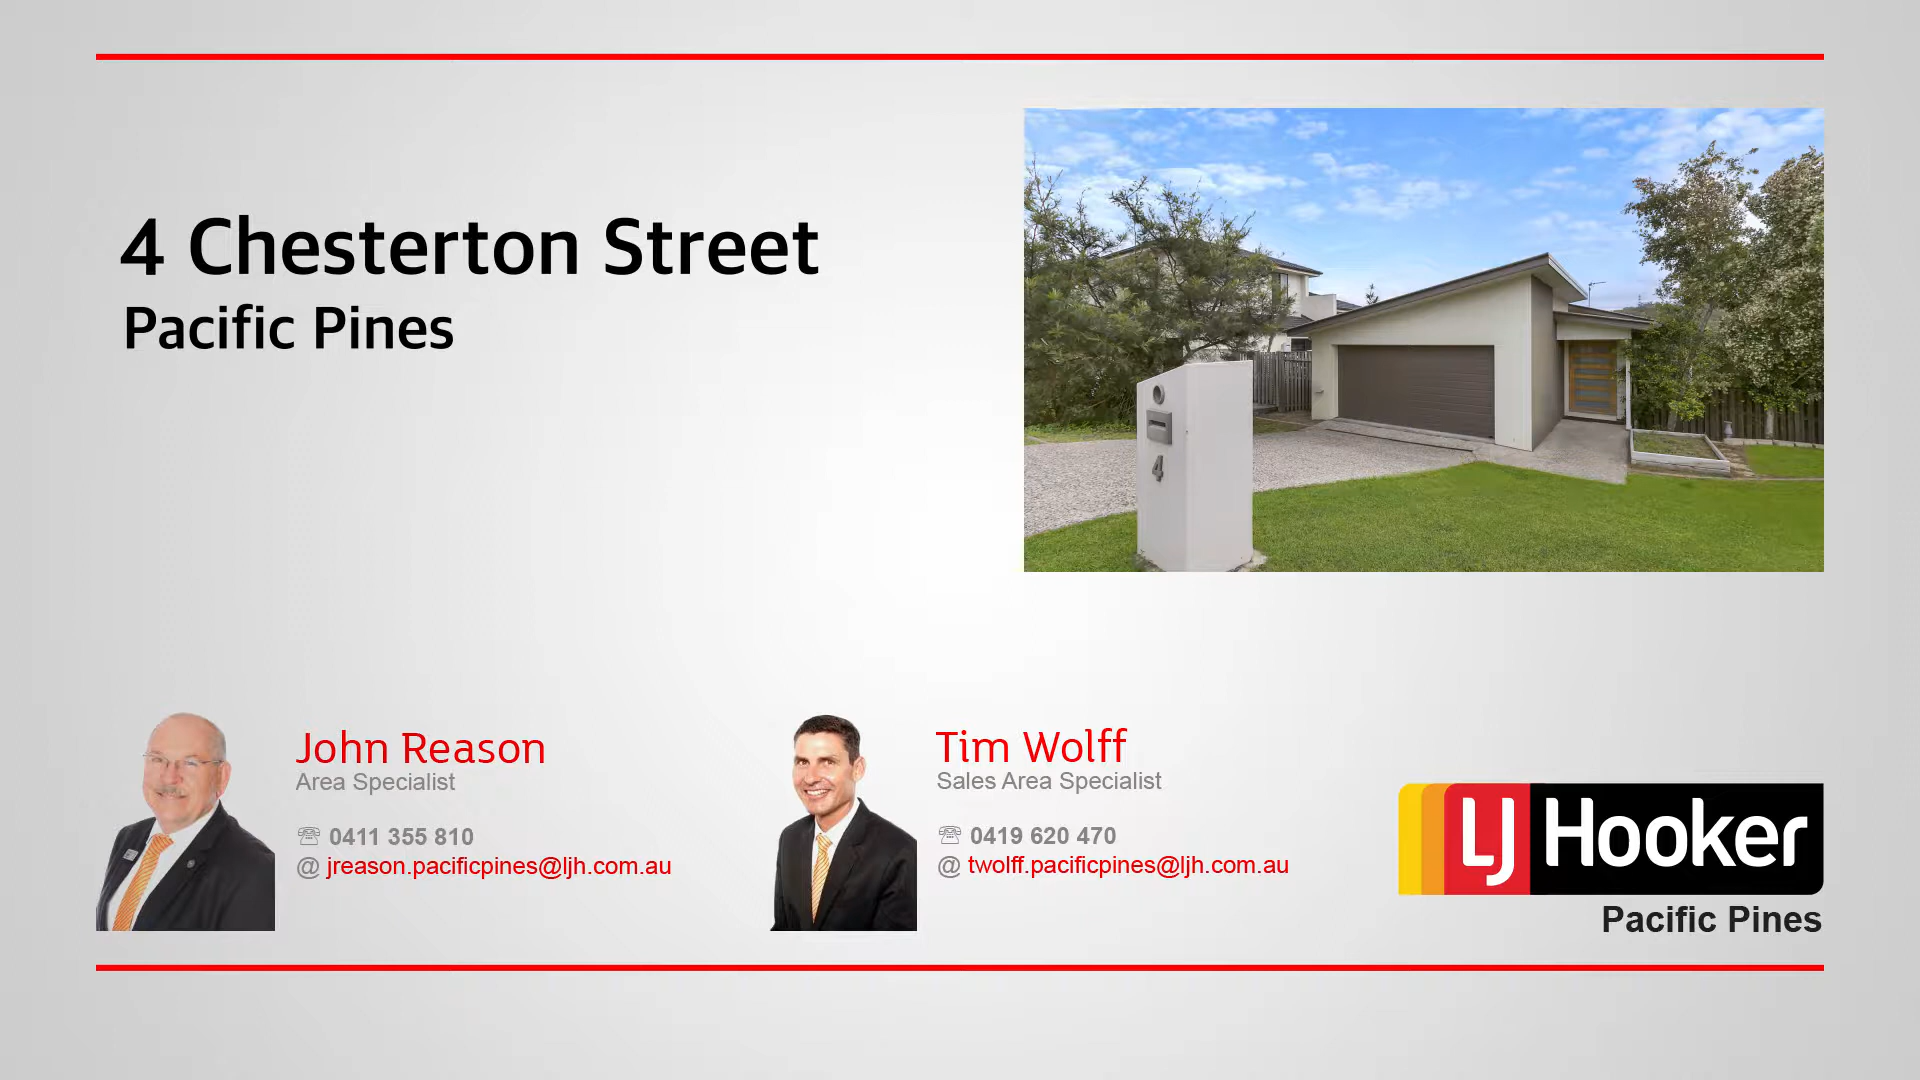 4 Chesterton Street
Pacific Pines
4
John Reason
Area Specialist
☏ 0411 355 810
@ jreason.pacificpines@ljh.com.au
Tim Wolff
Sales Area Specialist
☏ 0419 620 470
@ twolff.pacificpines@ljh.com.au
LJ Hooker
Pacific Pines